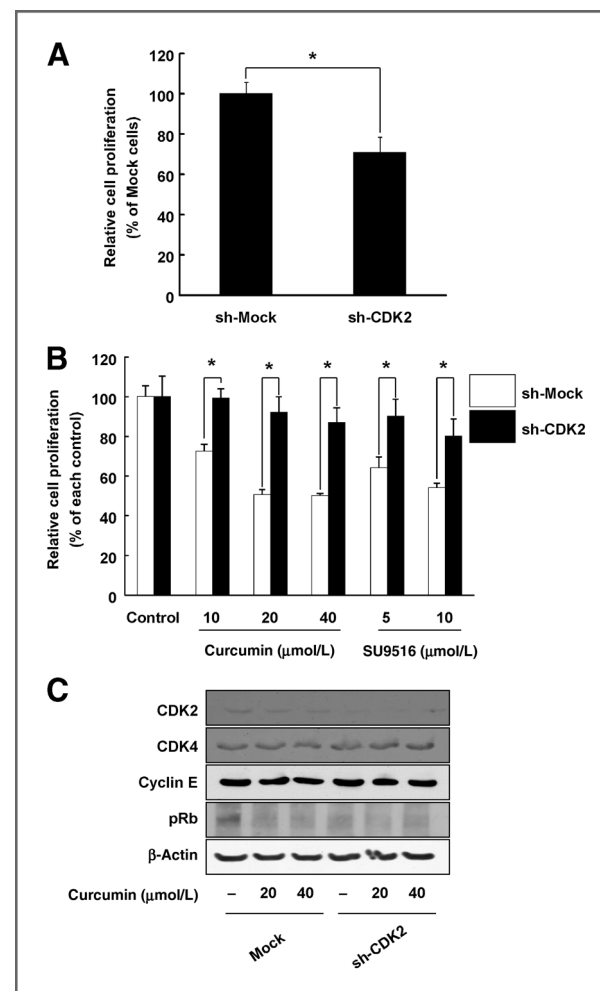 A
Relative cell proliferation
(% of Mock cells)
120
100
80
60
40
20
0
*
sh-Mock
sh-CDK2
B
Relative cell proliferation
(% of each control)
120
100
80
60
40
20
0
* * * * *
sh-Mock
sh-CDK2
Control 10 20 40 5 10
Curcumin (μmol/L) SU9516 (μmol/L)
C
CDK2
CDK4
Cyclin E
pRb
β-Actin
Curcumin (μmol/L) – 20 40 – 20 40
Mock sh-CDK2